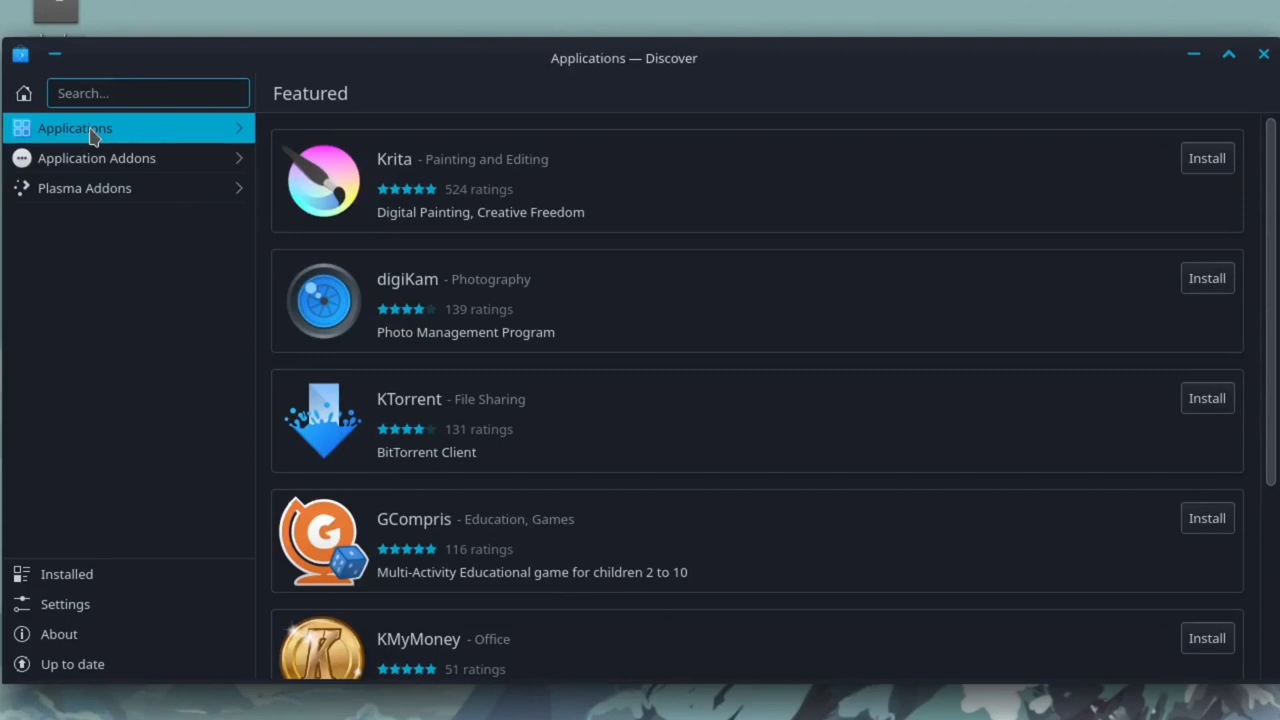 Applications — Discover
Search...
Featured
Applications
Application Addons
Plasma Addons
Krita - Painting and Editing
Install
524 ratings
Digital Painting, Creative Freedom
digiKam - Photography
Install
139 ratings
Photo Management Program
KTorrent - File Sharing
Install
131 ratings
BitTorrent Client
G
GCompris - Education, Games
Install
116 ratings
Multi-Activity Educational game for children 2 to 10
K
KMyMoney - Office
Install
51 ratings
Installed
Settings
About
Up to date